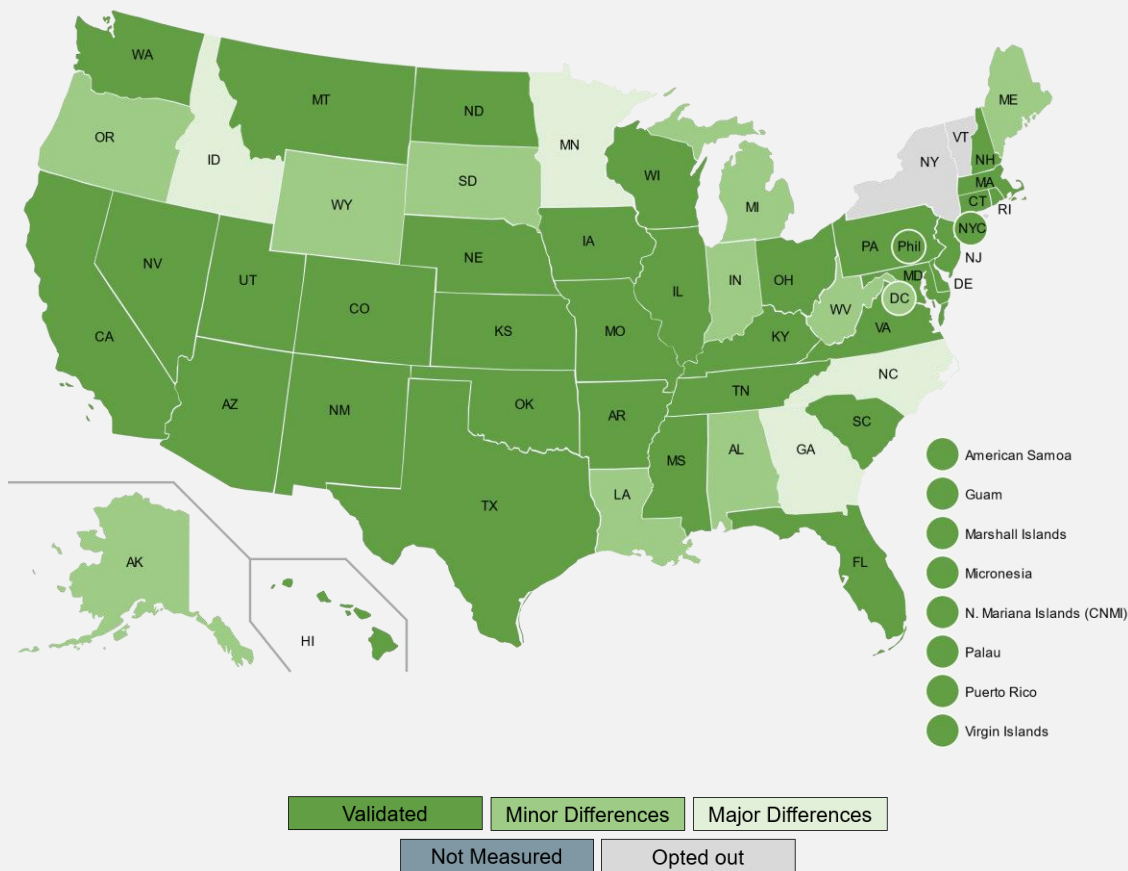 WA
MT
ND
MN
ME
OR
ID
WY
SD
WI
MI
VT
NH
NY
MA
CT
RI
NYC
NV
UT
CO
NE
IA
IL
IN
OH
PA
Phil
NJ
DE
MD
DC
WV
VA
CA
KS
MO
KY
AZ
NM
OK
AR
TN
NC
SC
TX
LA
MS
AL
GA
FL
AK
HI
American Samoa
Guam
Marshall Islands
Micronesia
N. Mariana Islands (CNMI)
Palau
Puerto Rico
Virgin Islands
Validated
Minor Differences
Major Differences
Not Measured
Opted out